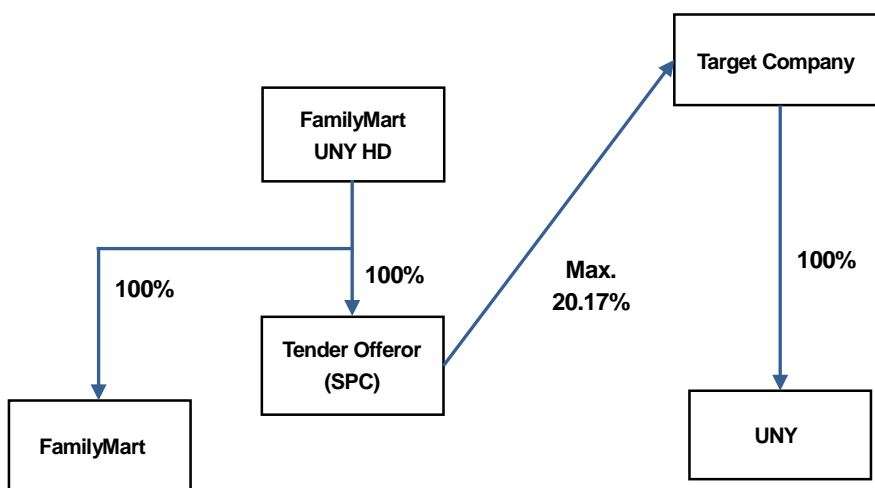 Target Company
FamilyMart
UNY HD
100%
100%
Max.
20.17%
100%
Tender Offeror
(SPC)
FamilyMart
UNY